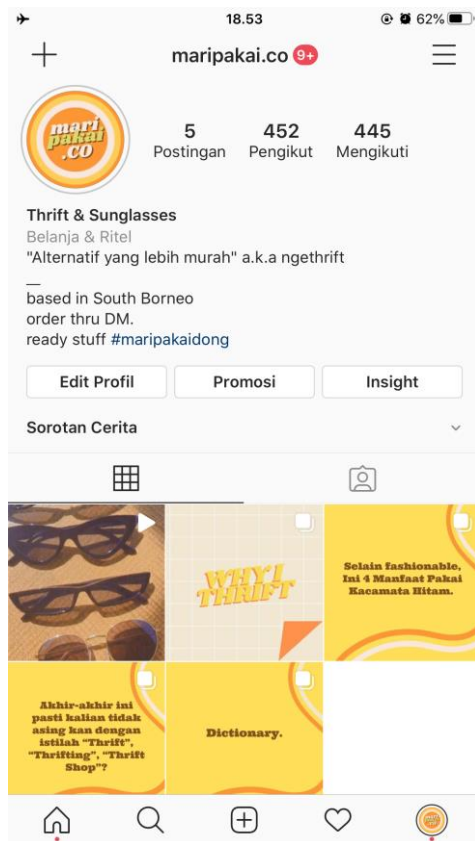 18.53
62%
maripakai.co 9+
mari
pakai
.CO
5 452 445
Postingan Pengikut Mengikuti
Thrift & Sunglasses
Belanja & Ritel
"Alternatif yang lebih murah" a.k.a ngethrift
__
based in South Borneo
order thru DM.
ready stuff #maripakaidong
Edit Profil Promosi Insight
Sorotan Cerita
WHY I
THRIFT
Selain fashionable,
Ini 4 Manfaat Pakai
Kacamata Hitam.
Akhir-akhir ini
pasti kalian tidak
asing kan dengan
istilah “Thrift”,
“Thrifting”, “Thrift
Shop”?
Dictionary.